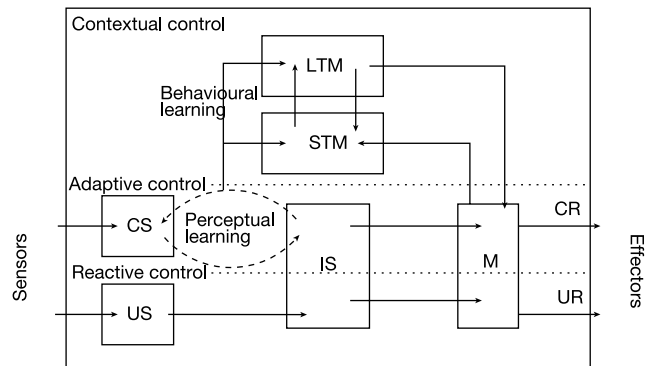 Contextual control
LTM
Behavioural
learning
STM
Adaptive control
CS
Perceptual
learning
CR
Sensors
IS
M
Effectors
Reactive control
US
UR